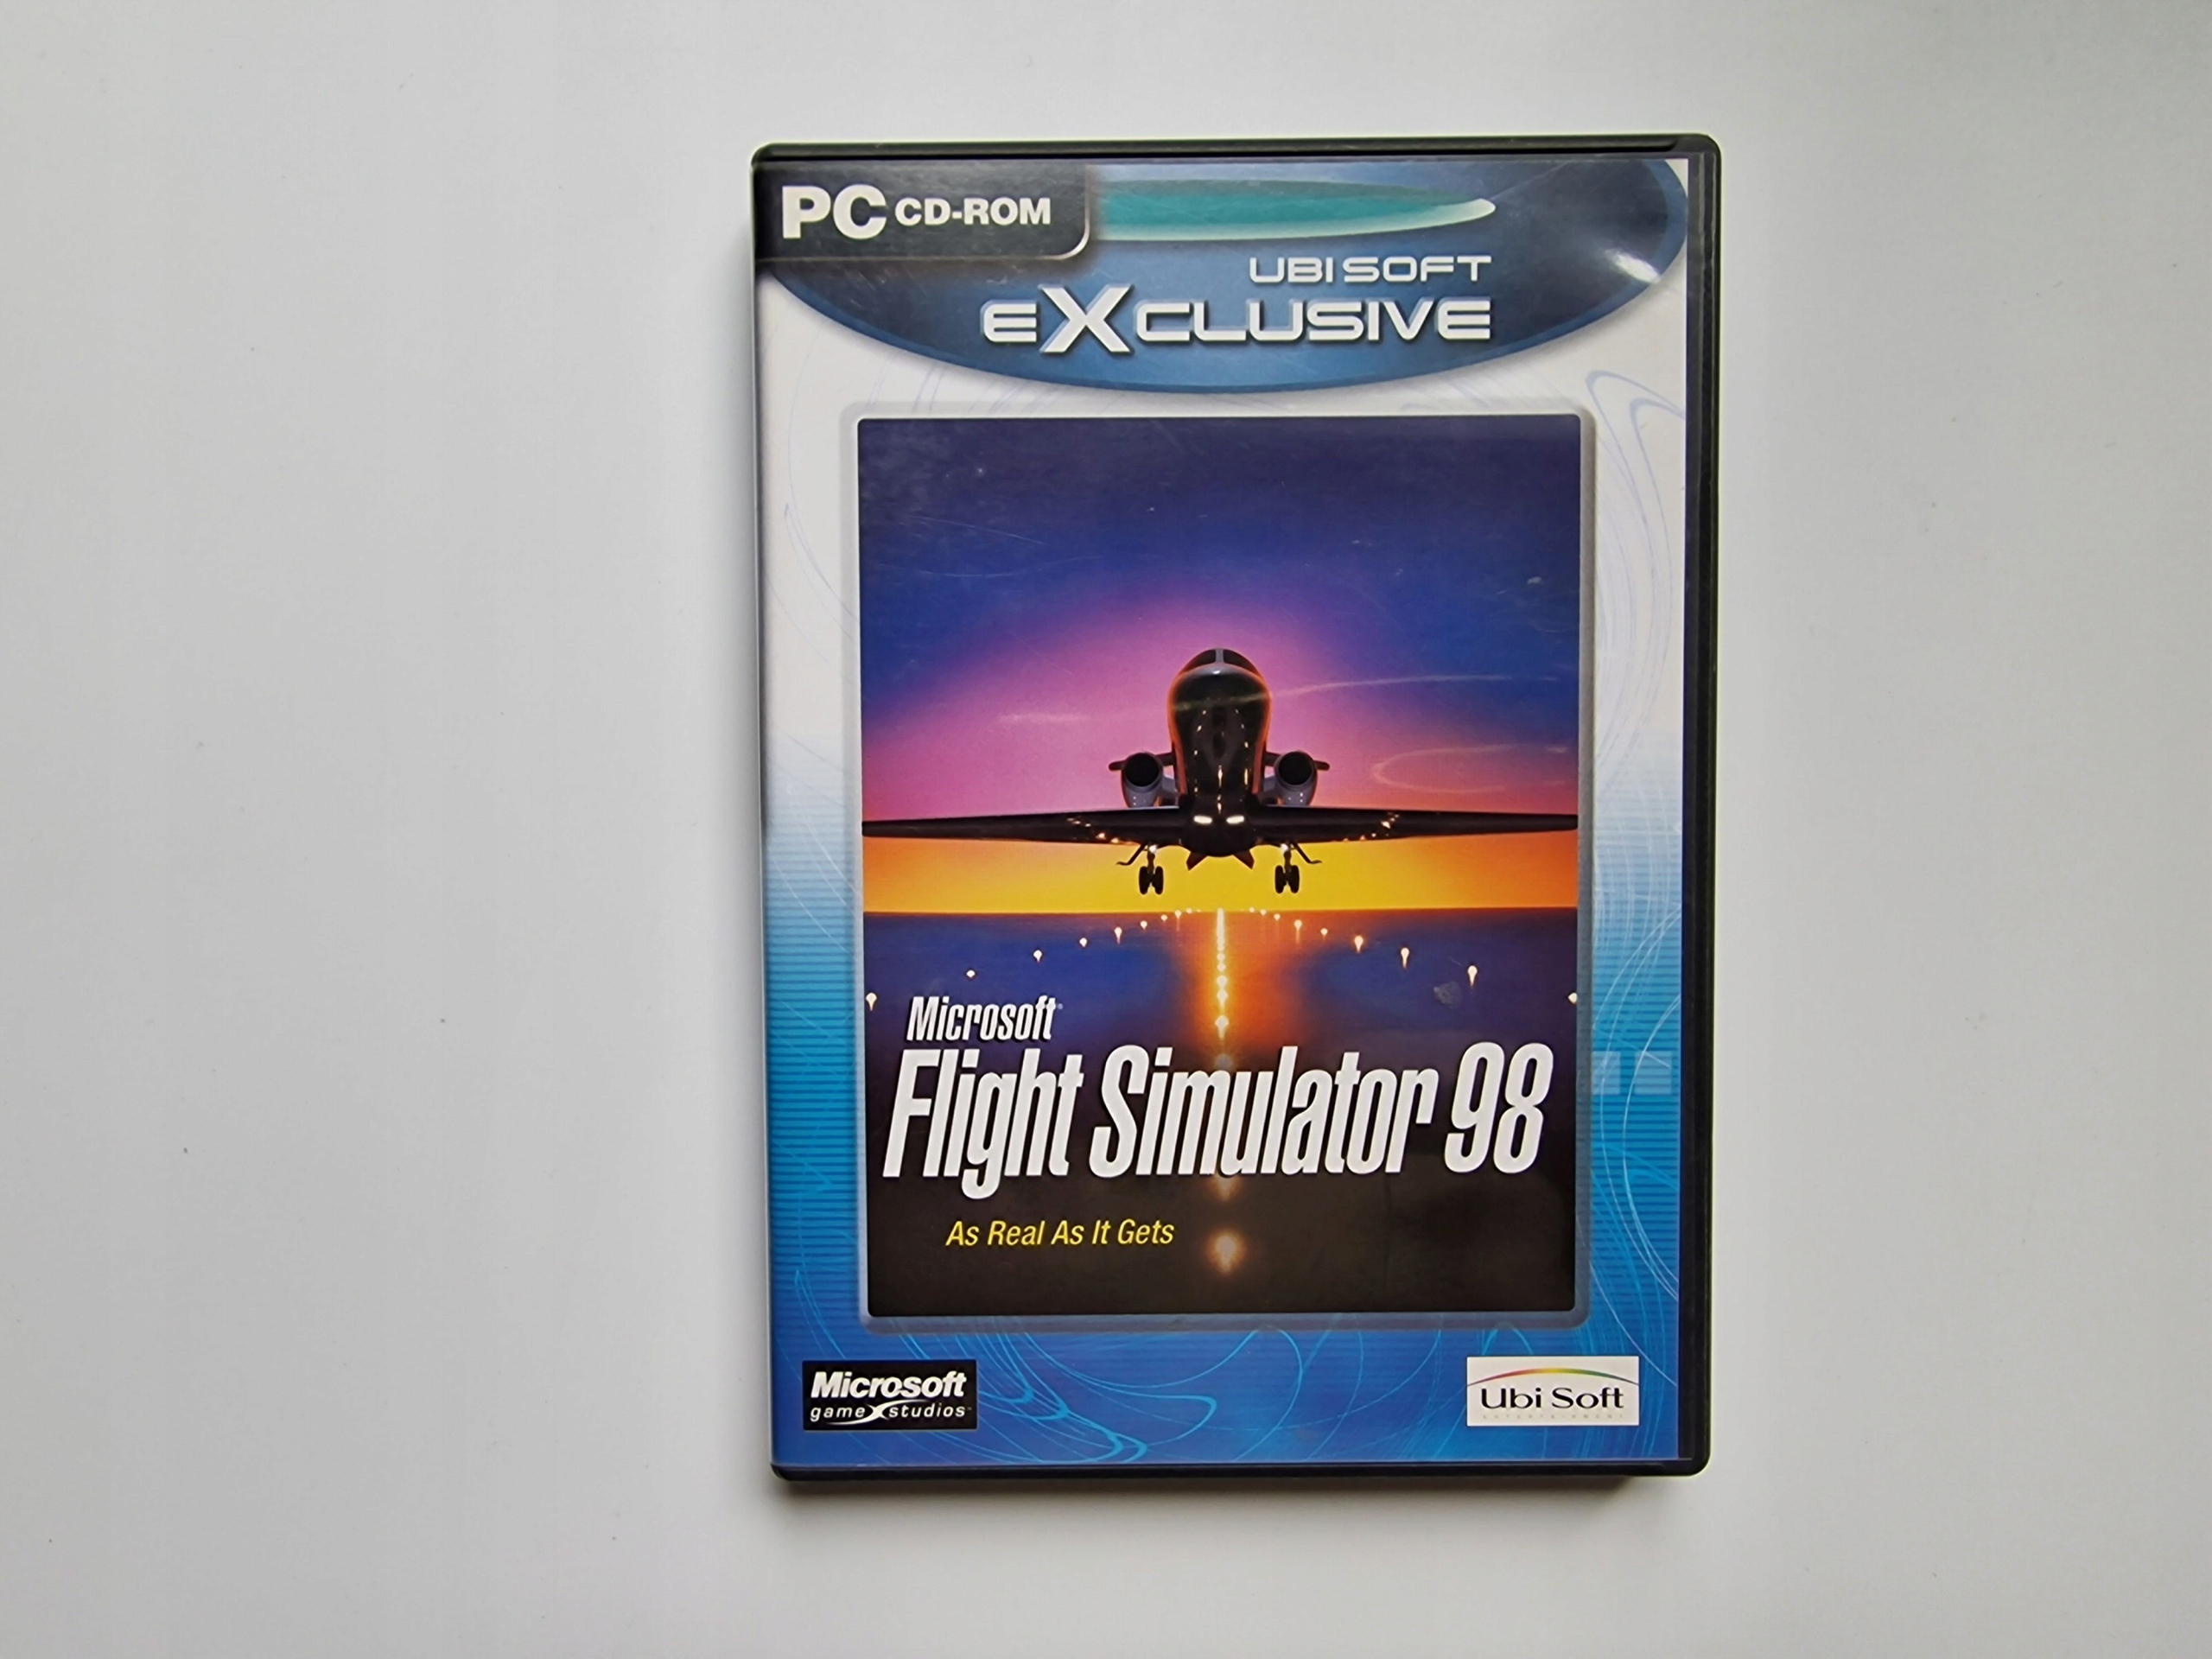 PC CD-ROM
UBI SOFT
eXCLUSIVE
Microsoft
Flight Simulator 98
As Real As It Gets
Microsoft
game studios
Ubi Soft
ENTERTAINMENT